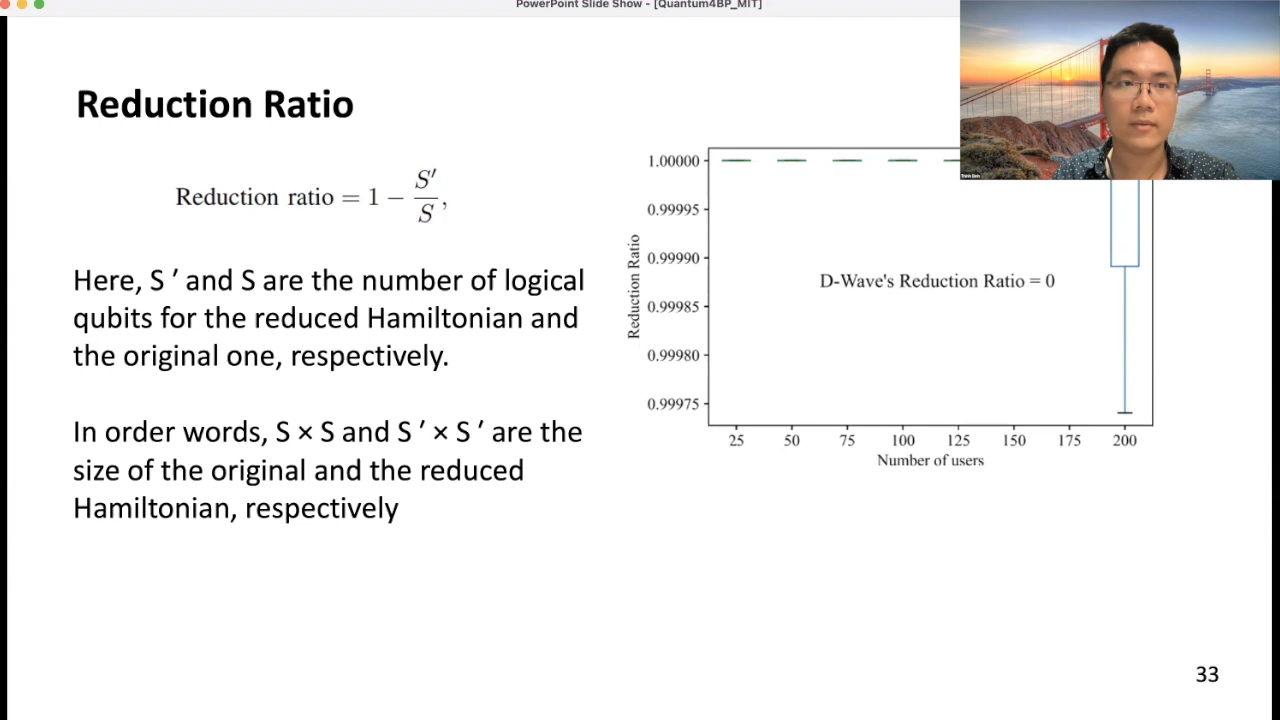 PowerPoint Slide Show - [Quantum4BP_MIT]
Reduction Ratio
Reduction ratio = 1 − S′/S,
Here, S ′ and S are the number of logical
qubits for the reduced Hamiltonian and
the original one, respectively.
In order words, S × S and S ′ × S ′ are the
size of the original and the reduced
Hamiltonian, respectively
1.00000
0.99995
0.99990
0.99985
0.99980
0.99975
Reduction Ratio
D-Wave's Reduction Ratio = 0
25 50 75 100 125 150 175 200
Number of users
33